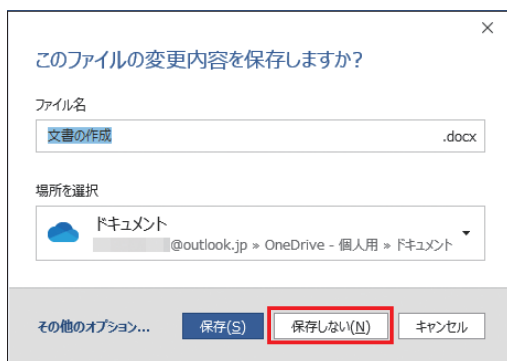 このファイルの変更内容を保存しますか?
ファイル名
文書の作成 .docx
場所を選択
ドキュメント
@outlook.jp » OneDrive - 個人用 » ドキュメント
その他のオプション... 保存(S) 保存しない(N) キャンセル